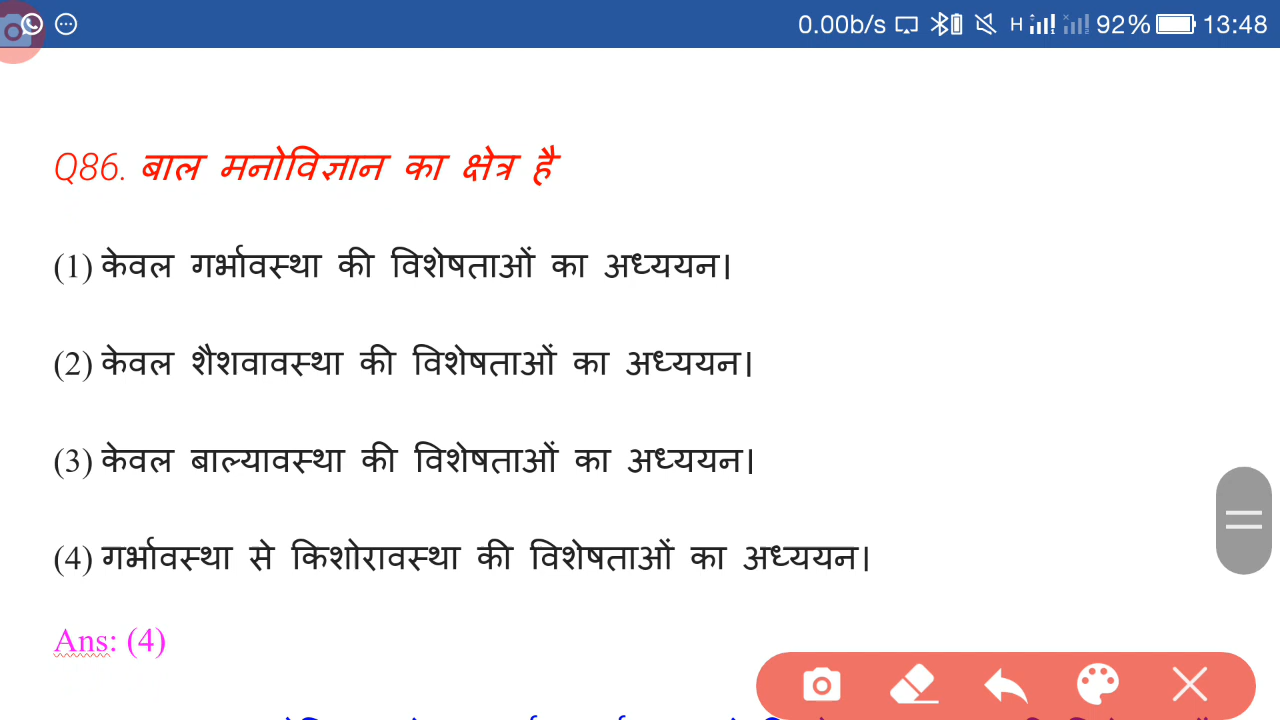 0.00b/s H 92% 13:48
Q86. बाल मनोविज्ञान का क्षेत्र है
(1) केवल गर्भावस्था की विशेषताओं का अध्ययन।
(2) केवल शैशवावस्था की विशेषताओं का अध्ययन।
(3) केवल बाल्यावस्था की विशेषताओं का अध्ययन।
(4) गर्भावस्था से किशोरावस्था की विशेषताओं का अध्ययन।
Ans: (4)